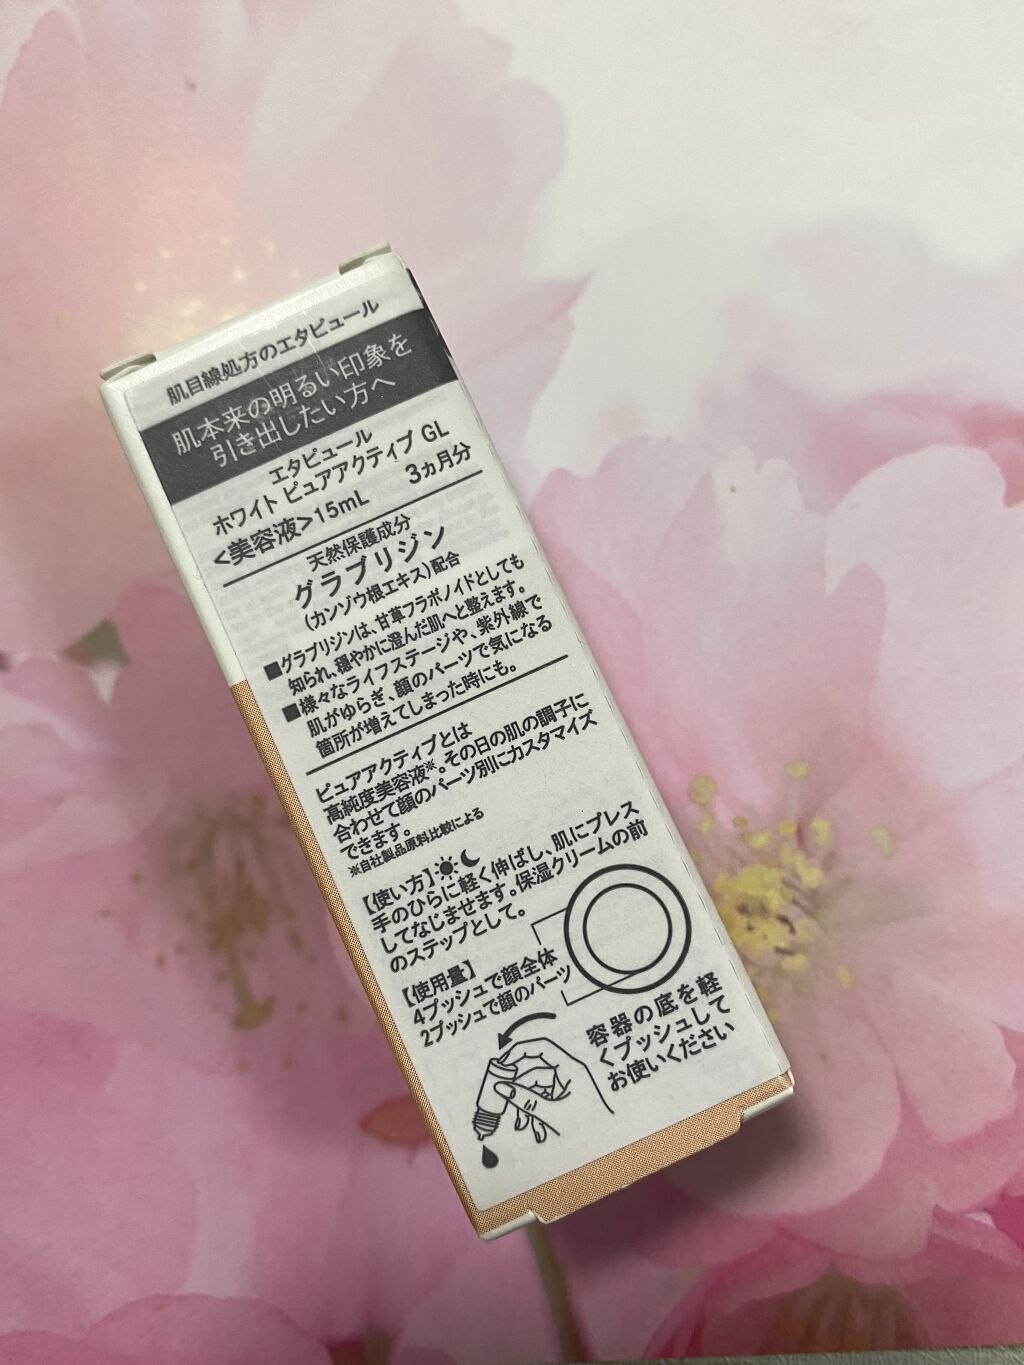 肌目線処方のエタピュール
肌本来の明るい印象を
引き出したい方へ
エタピュール
ホワイト ピュアアクティブ GL
<美容液>15mL 3ヵ月分
天然保護成分
グラブリジン
(カンゾウ根エキス)配合
■グラブリジンは、甘草フラボノイドとしても
知られ、穏やかに澄んだ肌へと整えます。
■様々なライフステージや、紫外線で
肌がゆらぎ、顔のパーツで気になる
箇所が増えてしまった時にも。
ピュアアクティブとは
高純度美容液※。その日の肌の調子に
合わせて顔のパーツ別にカスタマイズ
できます。
※自社製品原料比較による
【使い方】
手のひらに軽く伸ばし、肌にプレス
してなじませます。保湿クリームの前
のステップとして。
【使用量】
4プッシュで顔全体
2プッシュで顔のパーツ
容器の底を軽
くプッシュして
お使いください